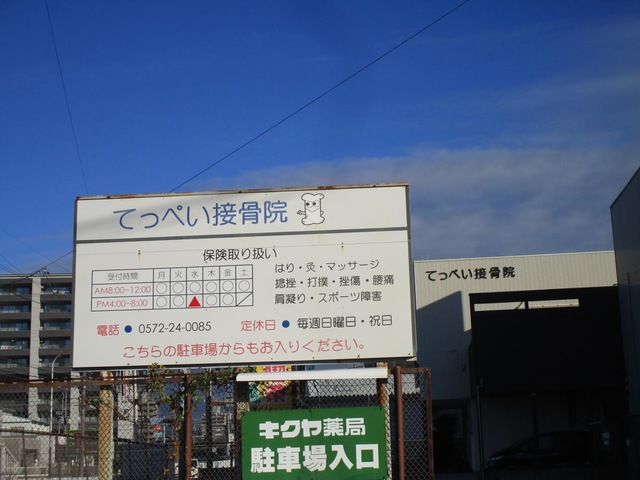 てっぺい接骨院
保険取り扱い
受付時間 月 火 水 木 金 土
AM8:00~12:00 〇 〇 〇 〇 〇 〇
PM4:00~8:00 〇 〇 ▲ 〇 〇 ／
はり・灸・マッサージ
捻挫・打撲・挫傷・腰痛
肩凝り・スポーツ障害
電話 ● 0572-24-0085 定休日 ● 毎週日曜日・祝日
こちらの駐車場からもお入りください。
てっぺい接骨院
キクヤ薬局
駐車場入口